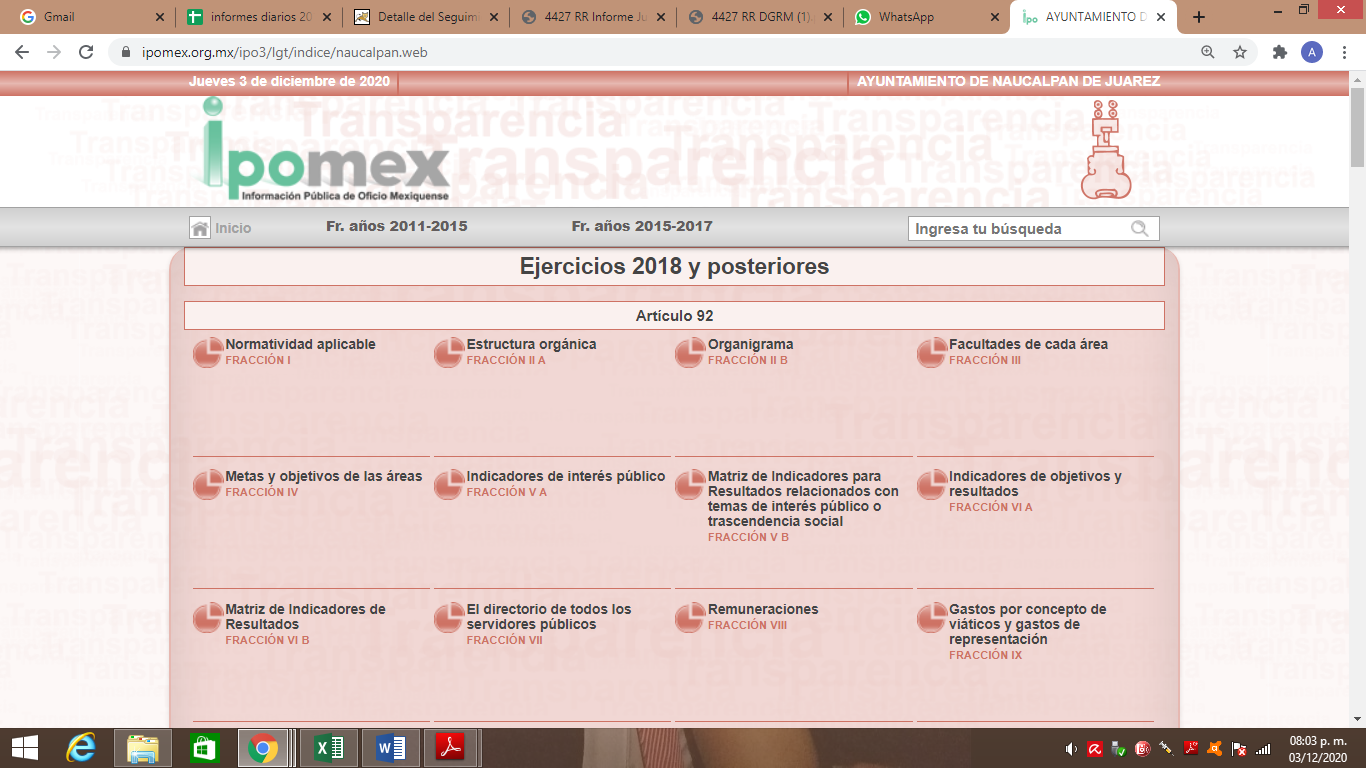 Gmail
informes diarios 20
Detalle del Seguimi
4427 RR Informe Ju
4427 RR DGRM (1)
WhatsApp
AYUNTAMIENTO D
ipomex.org.mx/ipo3/lgt/indice/naucalpan.web
A
Jueves 3 de diciembre de 2020
AYUNTAMIENTO DE NAUCALPAN DE JUAREZ
ipomex
Información Pública de Oficio Mexiquense
Transparencia
Inicio
Fr. años 2011-2015
Fr. años 2015-2017
Ingresa tu búsqueda
Ejercicios 2018 y posteriores
Artículo 92
Normatividad aplicable
FRACCIÓN I
Estructura orgánica
FRACCIÓN II A
Organigrama
FRACCIÓN II B
Facultades de cada área
FRACCIÓN III
Metas y objetivos de las áreas
FRACCIÓN IV
Indicadores de interés público
FRACCIÓN V A
Matriz de Indicadores para
Resultados relacionados con
temas de interés público o
trascendencia social
FRACCIÓN V B
Indicadores de objetivos y
resultados
FRACCIÓN VI A
Matriz de Indicadores de
Resultados
FRACCIÓN VI B
El directorio de todos los
servidores públicos
FRACCIÓN VII
Remuneraciones
FRACCIÓN VIII
Gastos por concepto de
viáticos y gastos de
representación
FRACCIÓN IX
08:03 p. m.
03/12/2020